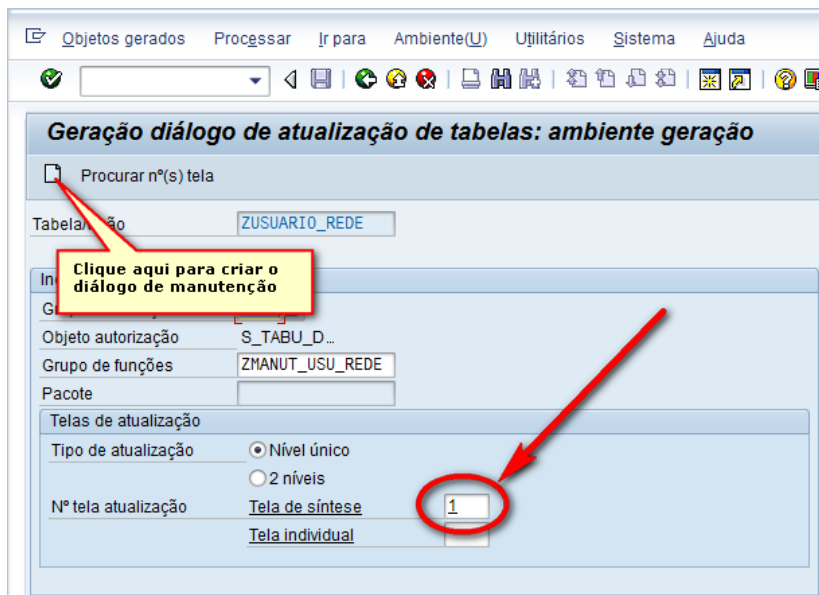 Objetos gerados Processar Ir para Ambiente(U) Utilitários Sistema Ajuda
Geração diálogo de atualização de tabelas: ambiente geração
Procurar nº(s) tela
ZUSUARIO_REDE
Clique aqui para criar o
diálogo de manutenção
Objeto autorização S_TABU_D...
Grupo de funções ZMANUT_USU_REDE
Pacote
Telas de atualização
Tipo de atualização Nível único
2 níveis
Nº tela atualização Tela de síntese 1
Tela individual